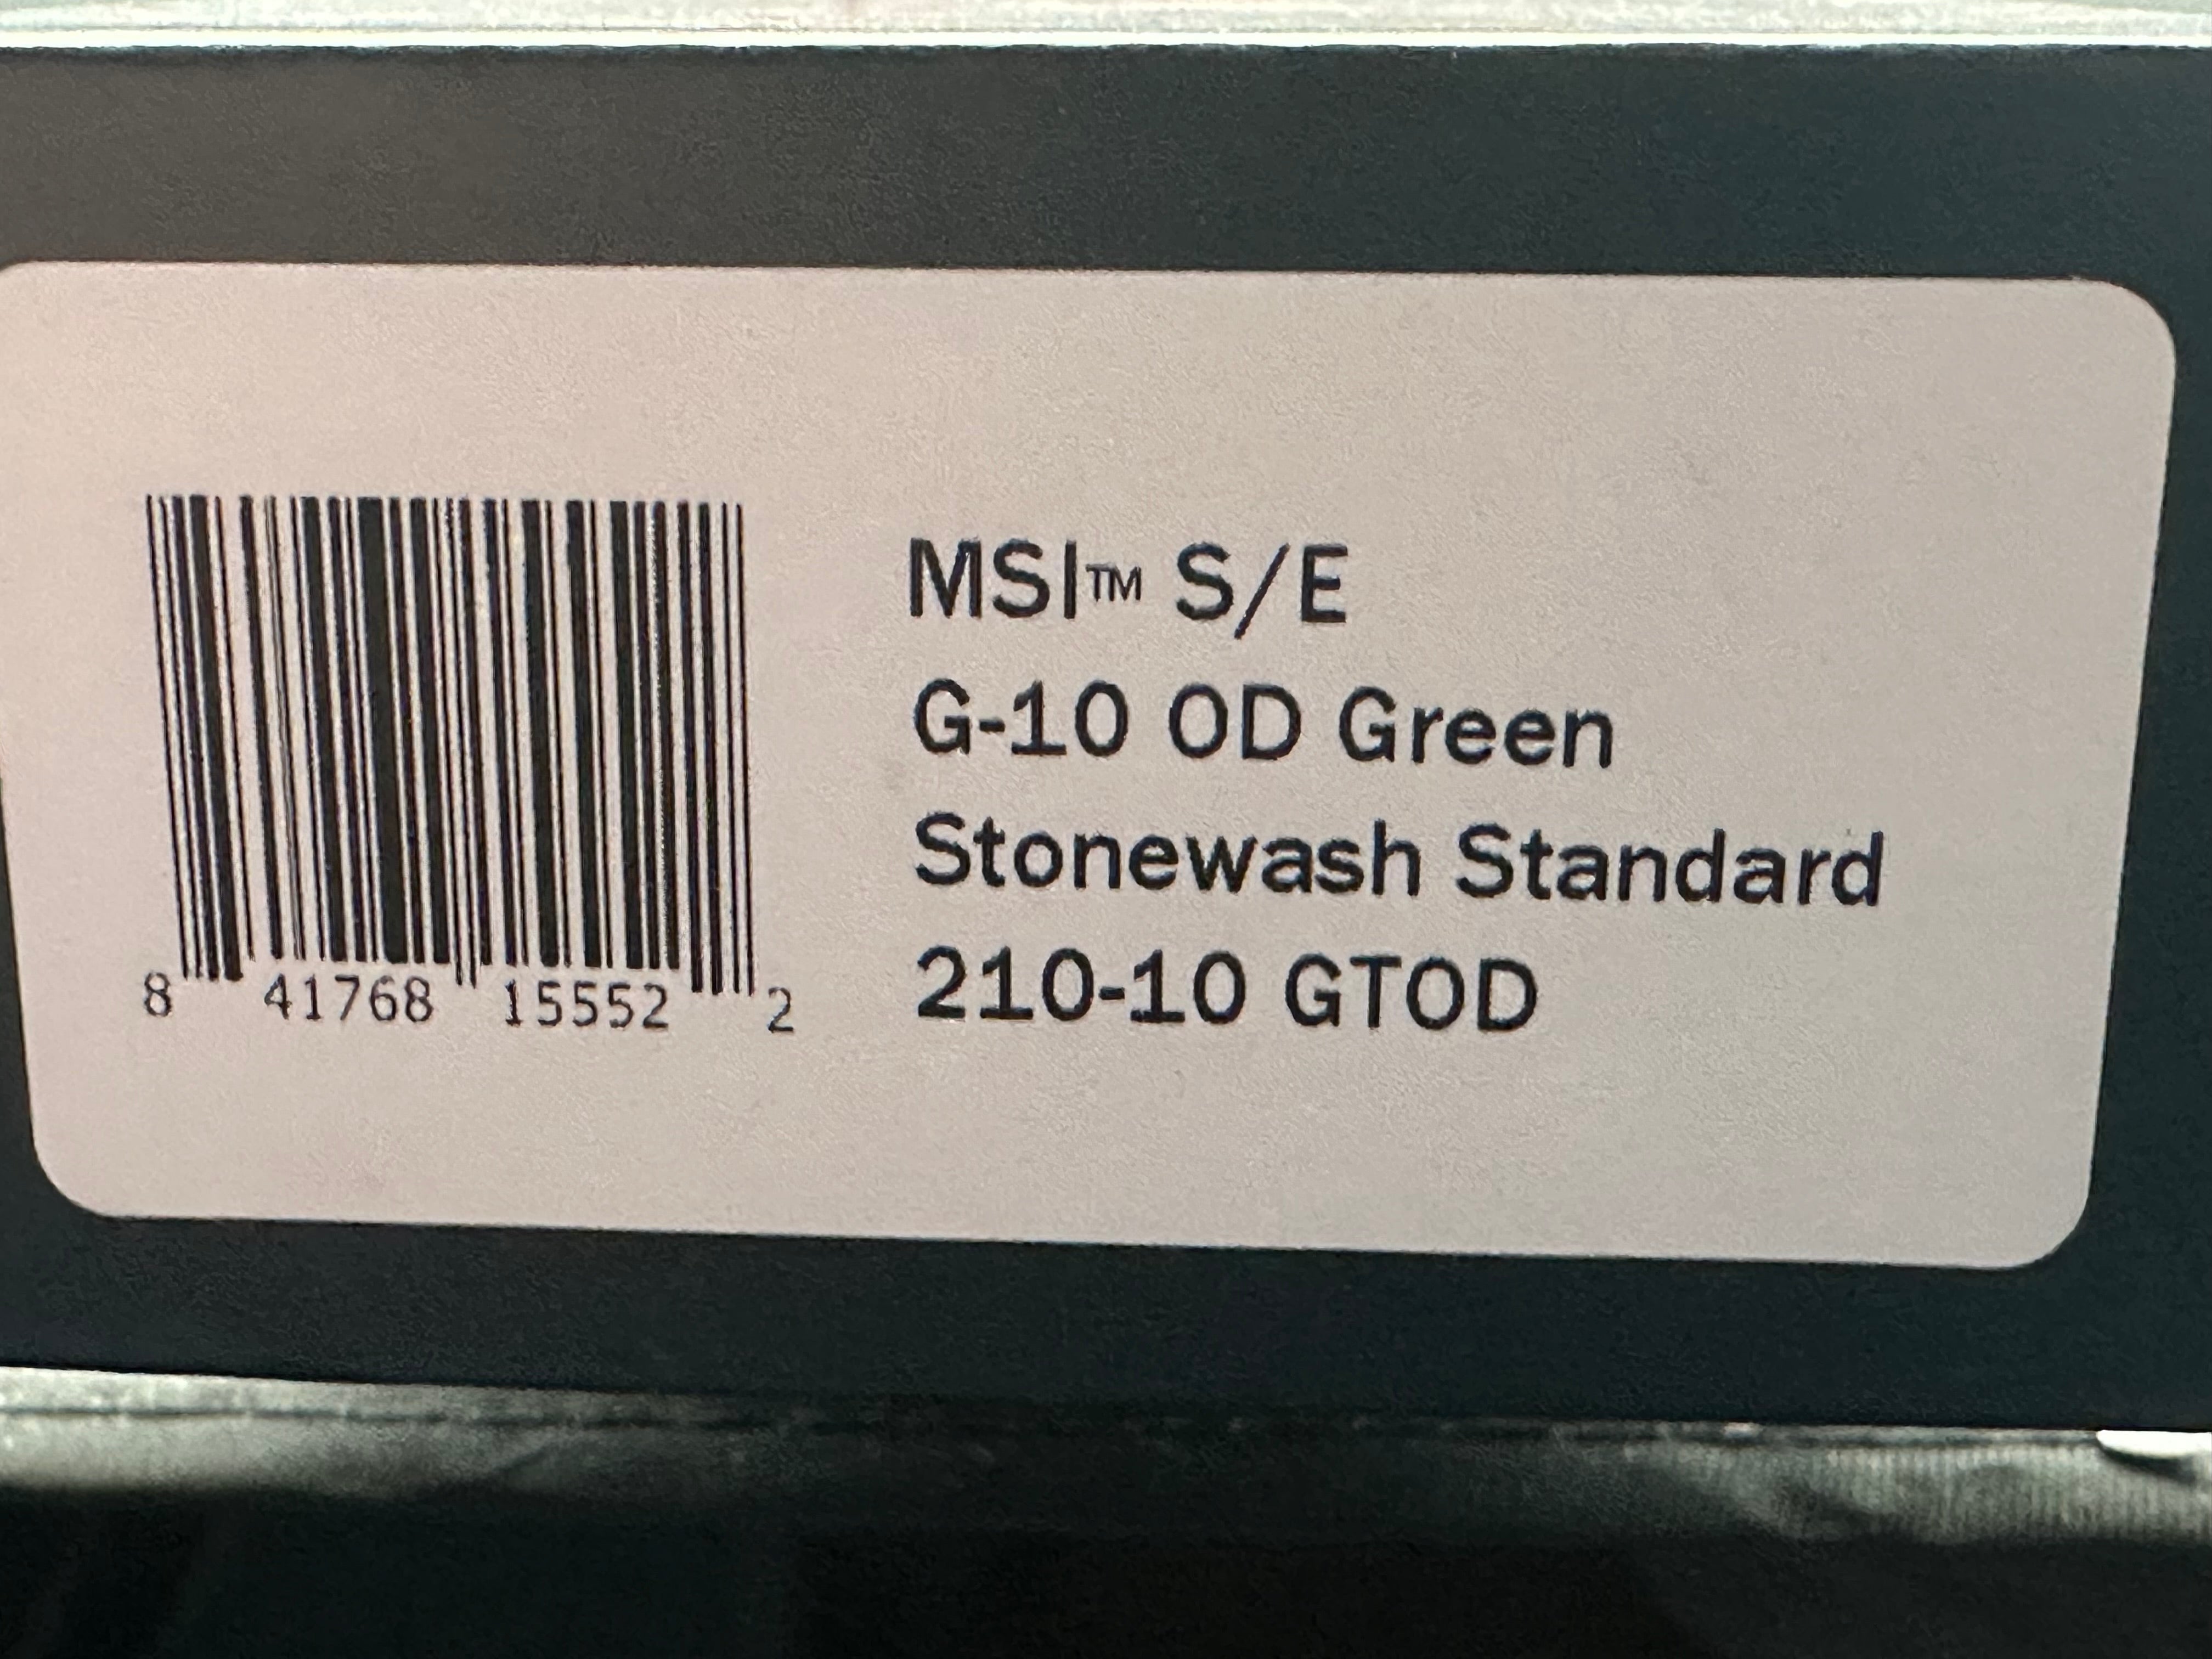 MSI™ S/E
G-10 OD Green
Stonewash Standard
210-10 GTOD
8 41768 15552 2